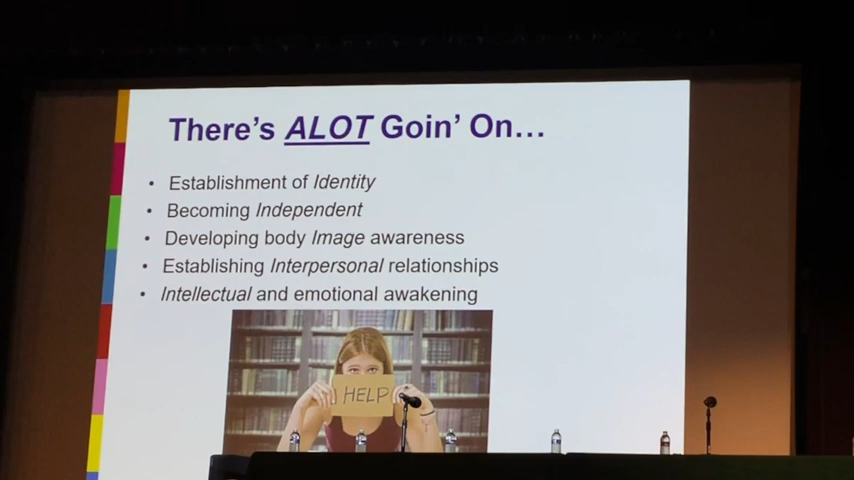 There's ALOT Goin' On...
• Establishment of Identity
• Becoming Independent
• Developing body Image awareness
• Establishing Interpersonal relationships
• Intellectual and emotional awakening
HELP